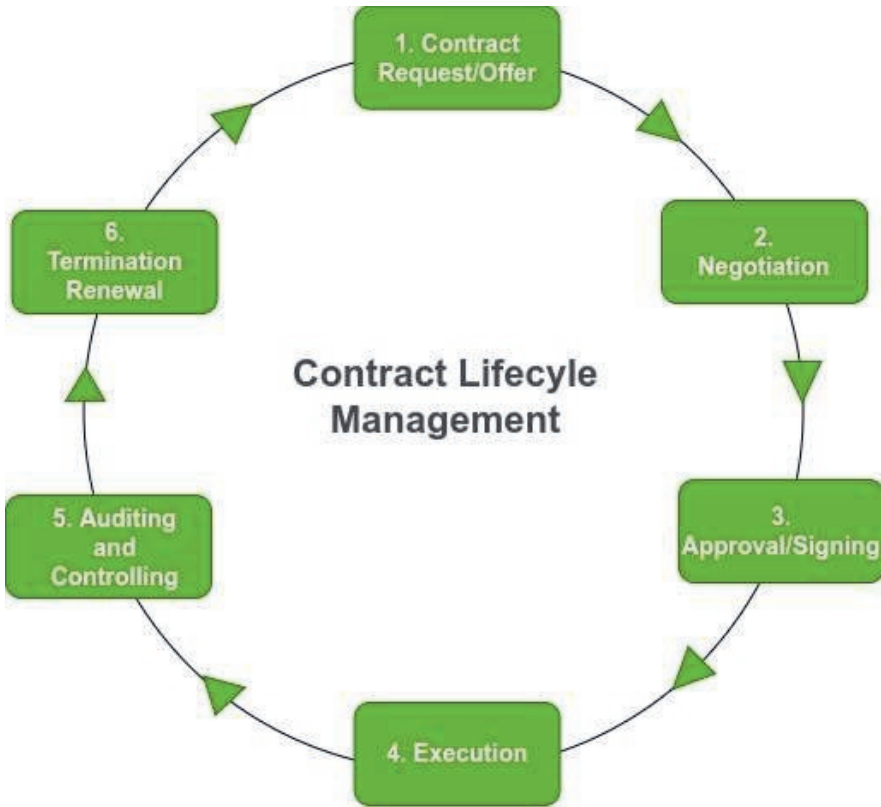 1. Contract
Request/Offer
2.
Negotiation
3.
Approval/Signing
4. Execution
5. Auditing
and
Controlling
6.
Termination
Renewal
Contract Lifecyle
Management